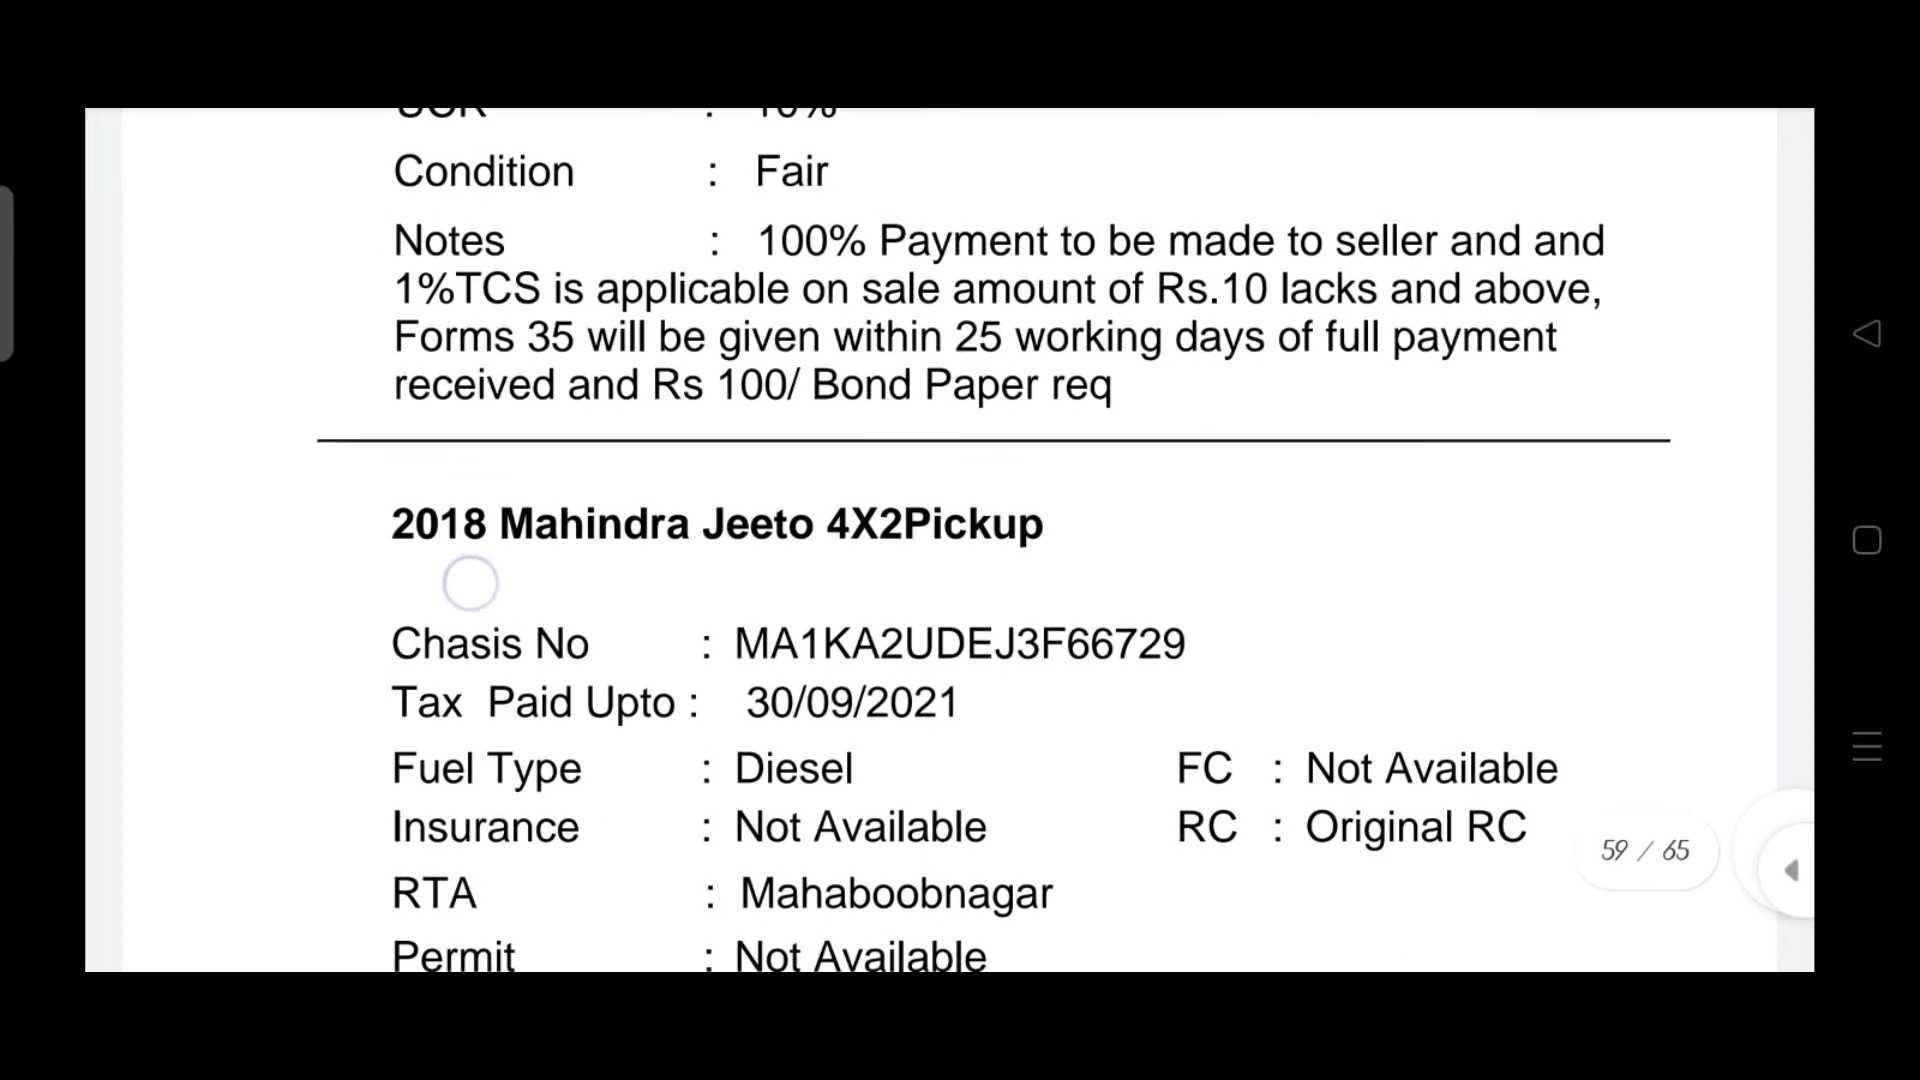 Condition : Fair
Notes : 100% Payment to be made to seller and and
1%TCS is applicable on sale amount of Rs.10 lacks and above,
Forms 35 will be given within 25 working days of full payment
received and Rs 100/ Bond Paper req
2018 Mahindra Jeeto 4X2Pickup
Chasis No : MA1KA2UDEJ3F66729
Tax Paid Upto : 30/09/2021
Fuel Type : Diesel FC : Not Available
Insurance : Not Available RC : Original RC
59 / 65
RTA : Mahaboobnagar
Permit : Not Available